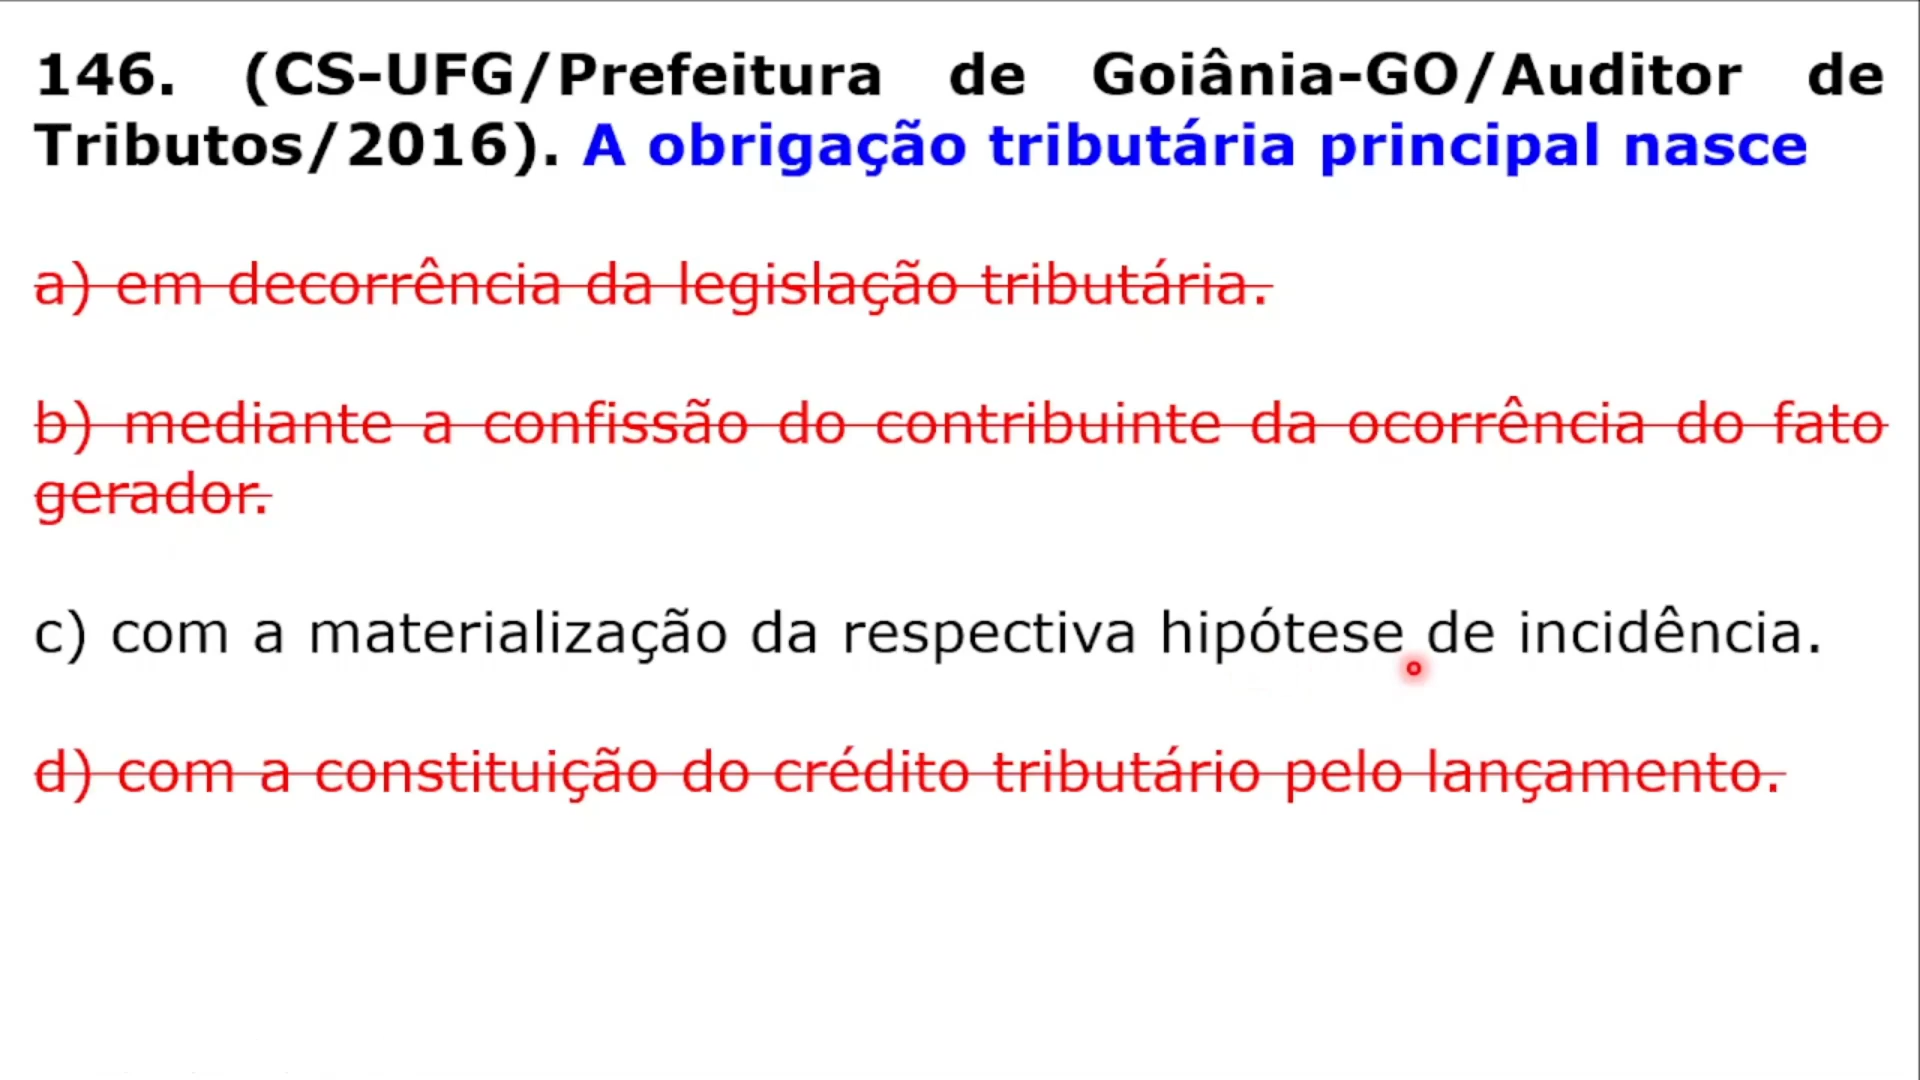 146. (CS-UFG/Prefeitura de Goiânia-GO/Auditor de
Tributos/2016). A obrigação tributária principal nasce
a) em decorrência da legislação tributária.
b) mediante a confissão do contribuinte da ocorrência do fato
gerador.
c) com a materialização da respectiva hipótese de incidência.
d) com a constituição do crédito tributário pelo lançamento.